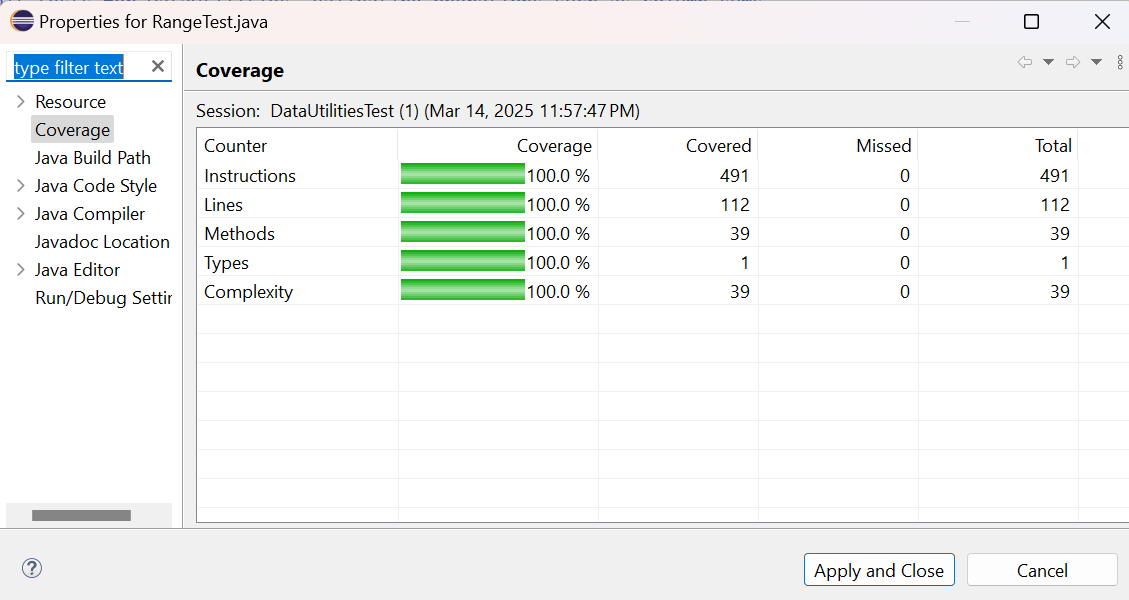 Properties for RangeTest.java
type filter text
Resource
Coverage
Java Build Path
Java Code Style
Java Compiler
Javadoc Location
Java Editor
Run/Debug Settin
Coverage
Session: DataUtilitiesTest (1) (Mar 14, 2025 11:57:47 PM)
Counter Coverage Covered Missed Total
Instructions 100.0 % 491 0 491
Lines 100.0 % 112 0 112
Methods 100.0 % 39 0 39
Types 100.0 % 1 0 1
Complexity 100.0 % 39 0 39
Apply and Close
Cancel